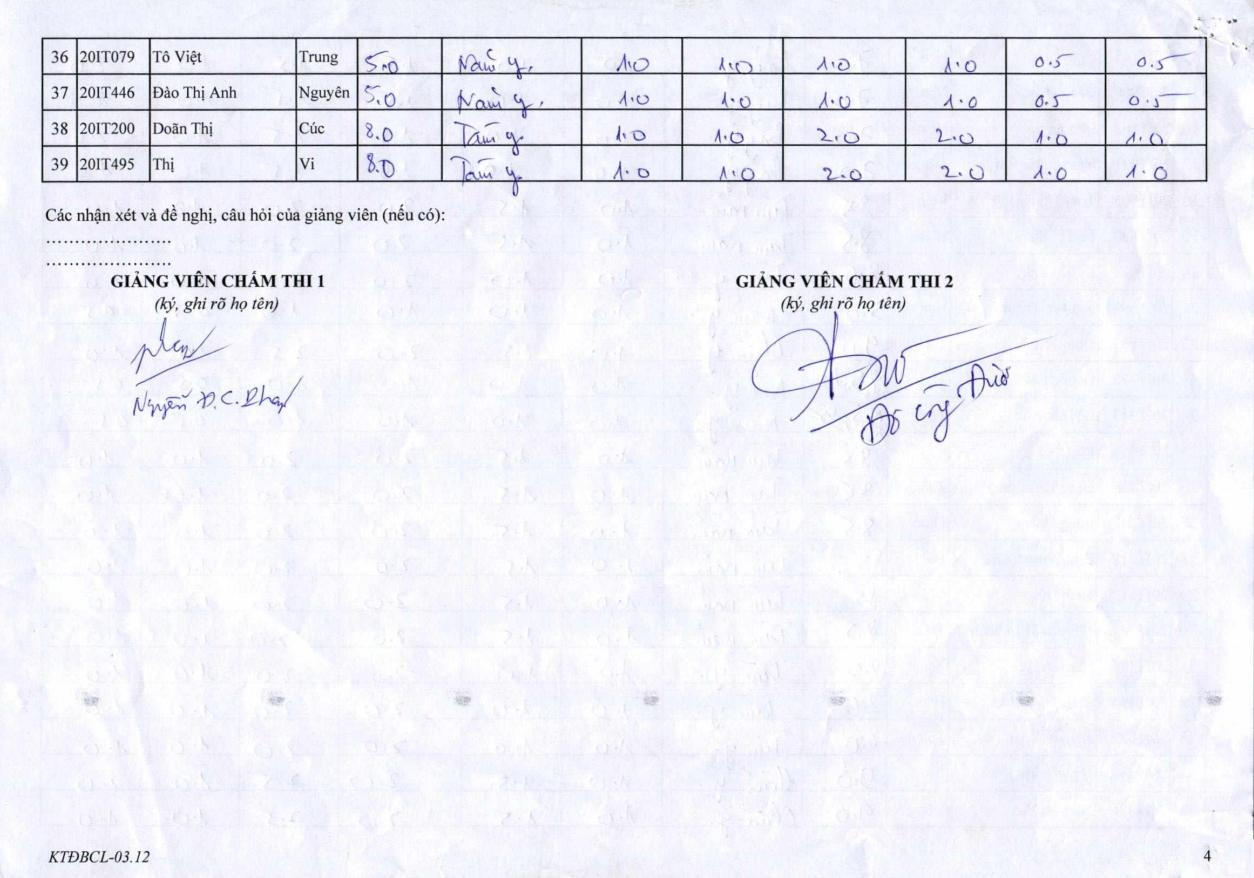 36 20IT079 Tô Việt Trung 5.0 Năm y. 1.0 1.0 1.0 1.0 0.5 0.5
37 20IT446 Đào Thị Anh Nguyên 5.0 Năm y. 1.0 1.0 1.0 1.0 0.5 0.5
38 20IT200 Doãn Thị Cúc 8.0 Tám y. 1.0 1.0 2.0 2.0 1.0 1.0
39 20IT495 Thị Vi 8.0 Tám y. 1.0 1.0 2.0 2.0 1.0 1.0
Các nhận xét và đề nghị, câu hỏi của giảng viên (nếu có):
......................
......................
GIẢNG VIÊN CHẤM THI 1 GIẢNG VIÊN CHẤM THI 2
(ký, ghi rõ họ tên) (ký, ghi rõ họ tên)
Nguyễn Đ.C.
KTĐBCL-03.12 4